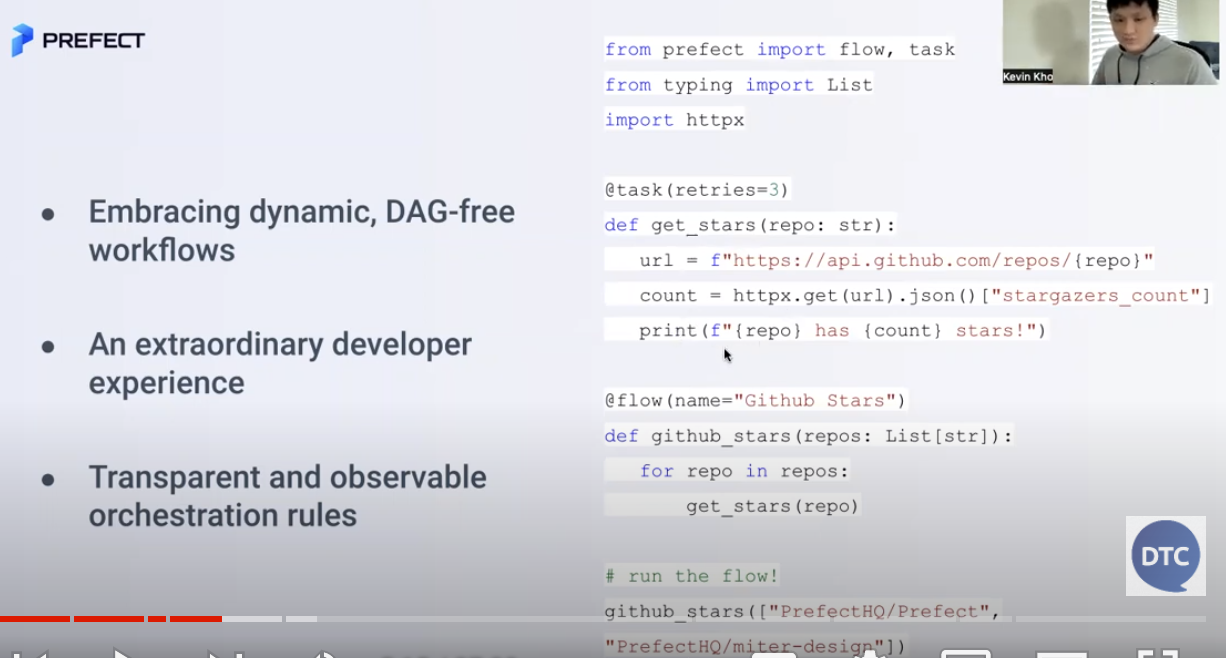 PREFECT
Embracing dynamic, DAG-free
workflows
An extraordinary developer
experience
Transparent and observable
orchestration rules
from prefect import flow, task
from typing import List
import httpx
@task(retries=3)
def get_stars(repo: str):
url = f"https://api.github.com/repos/{repo}"
count = httpx.get(url).json()["stargazers_count"]
print(f"{repo} has {count} stars!")
@flow(name="Github Stars")
def github_stars(repos: List[str]):
for repo in repos:
get_stars(repo)
# run the flow!
github_stars(["PrefectHQ/Prefect",
"PrefectHQ/miter-design"])
Kevin Kho
DTC